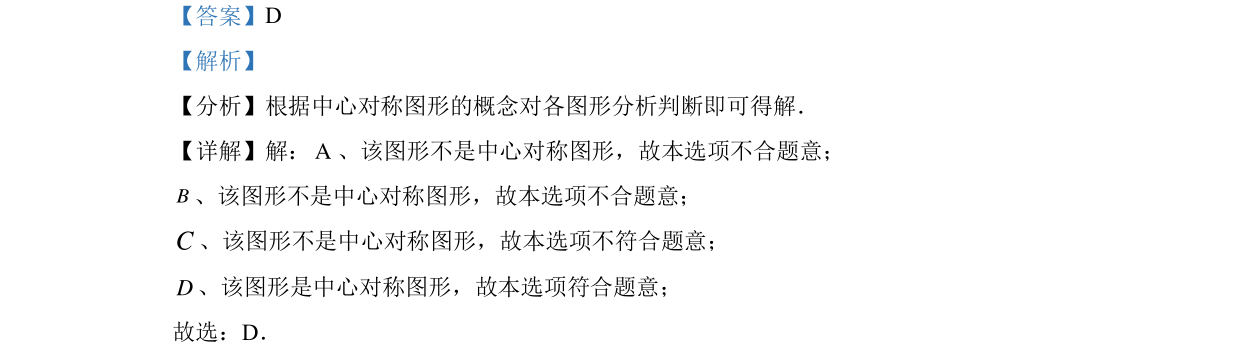 【答案】D
【解析】
【分析】根据中心对称图形的概念对各图形分析判断即可得解．
【详解】解：A、该图形不是中心对称图形，故本选项不合题意；
B、该图形不是中心对称图形，故本选项不合题意；
C、该图形不是中心对称图形，故本选项不符合题意；
D、该图形是中心对称图形，故本选项符合题意；
故选：D．